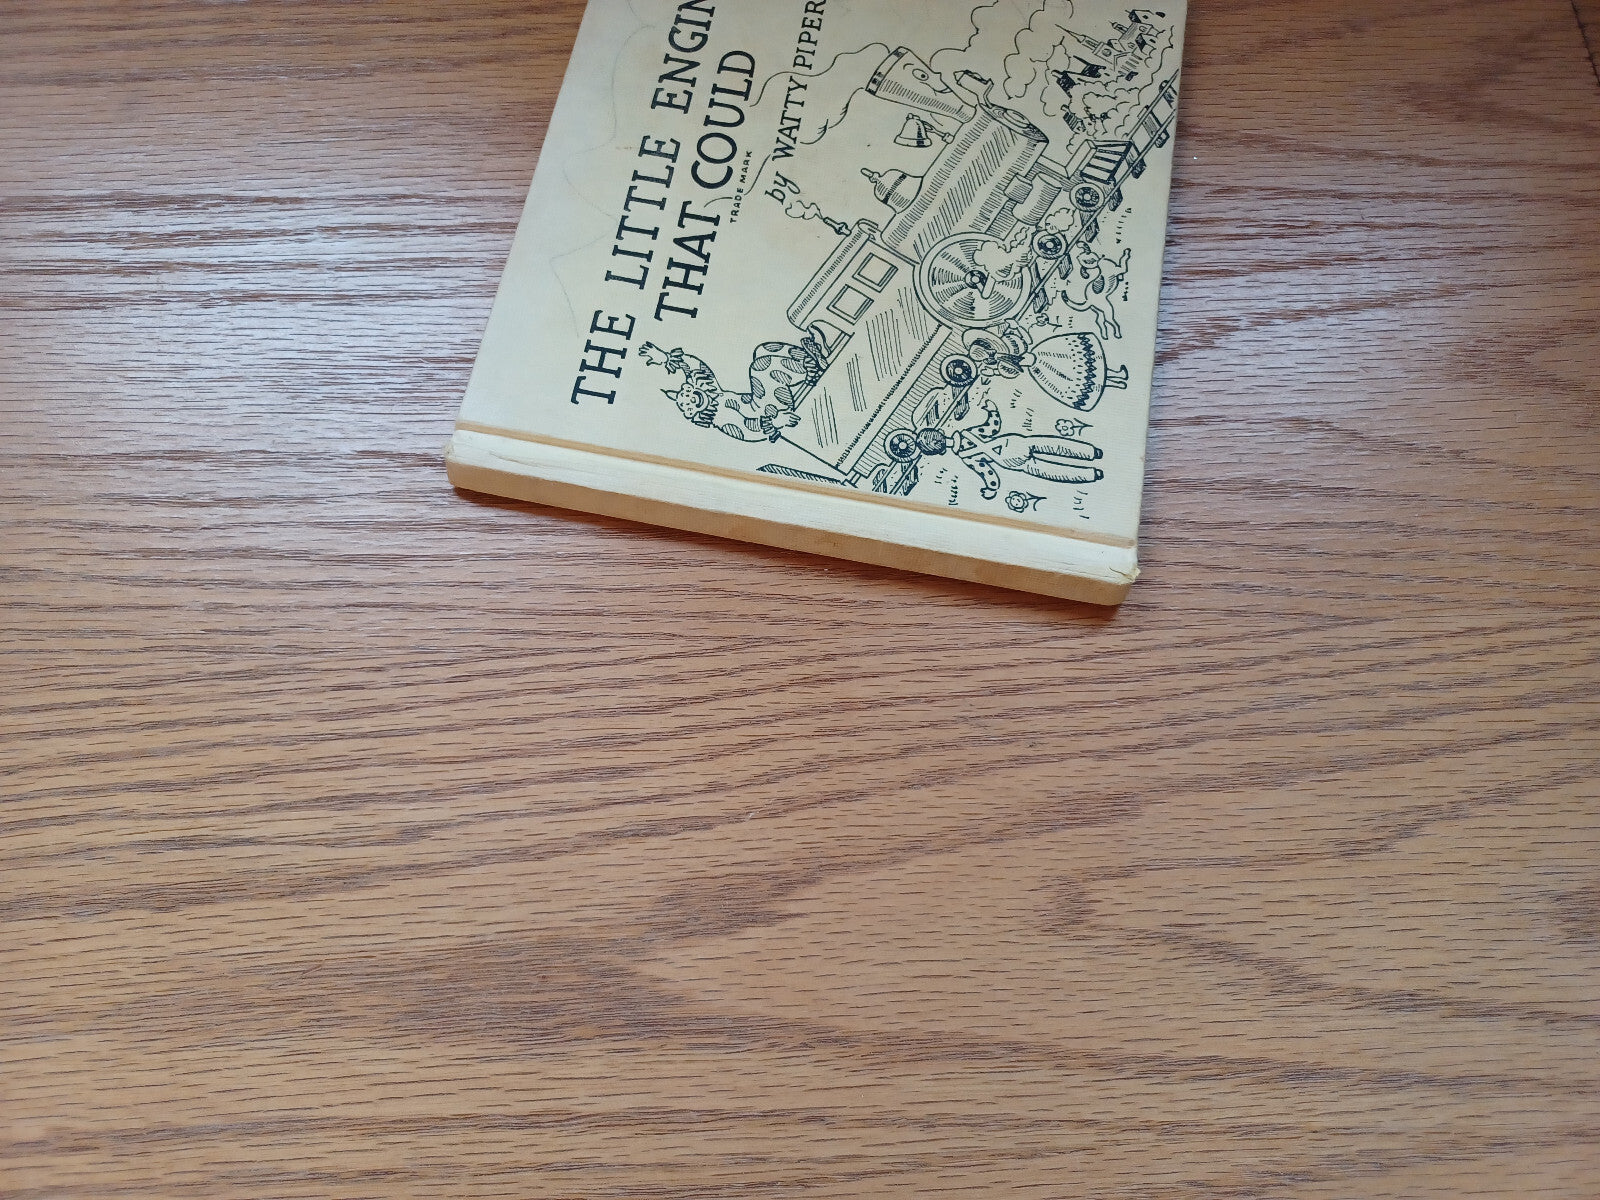 THE LITTLE ENGIN
THAT COULD
TRADE MARK
by WATTY PIPER